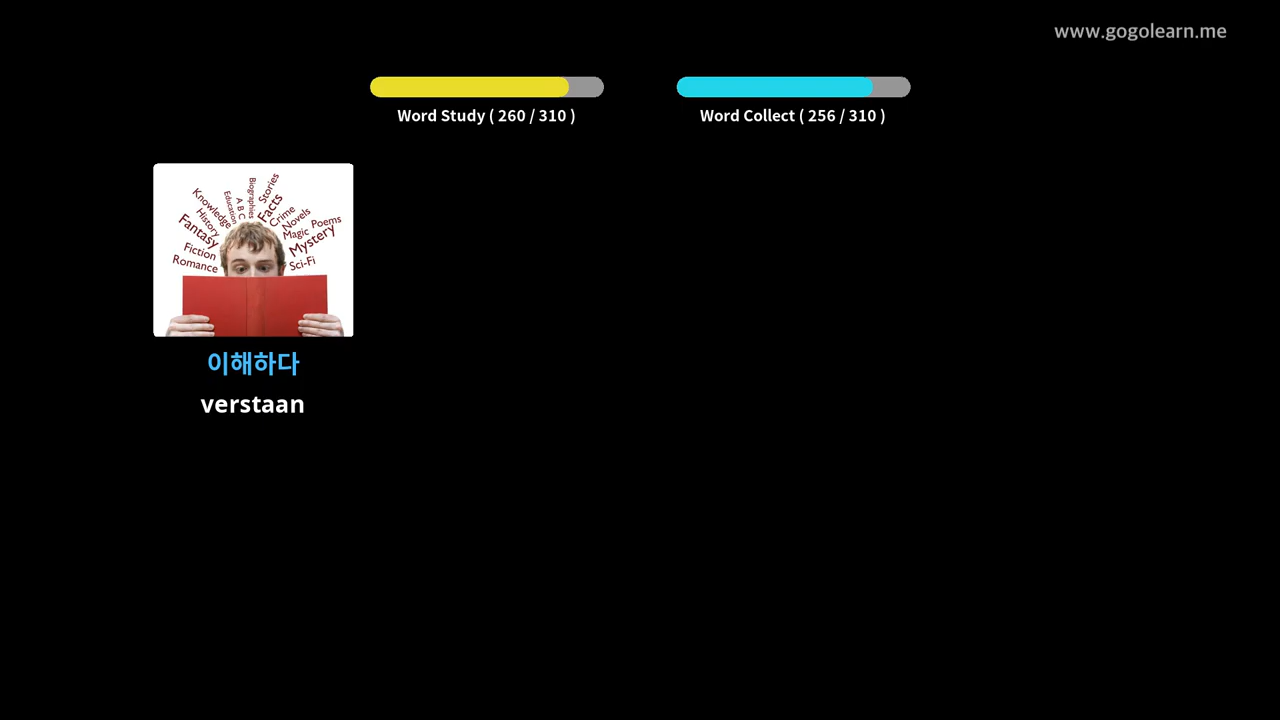 www.gogolearn.me
Word Study ( 260 / 310 )
Word Collect ( 256 / 310 )
Biographies
Stories
Knowledge
Education
A B C
Facts
History
Crime
Novels
Fantasy
Magic
Poems
Mystery
Fiction
Romance
Sci-Fi
이해하다
verstaan